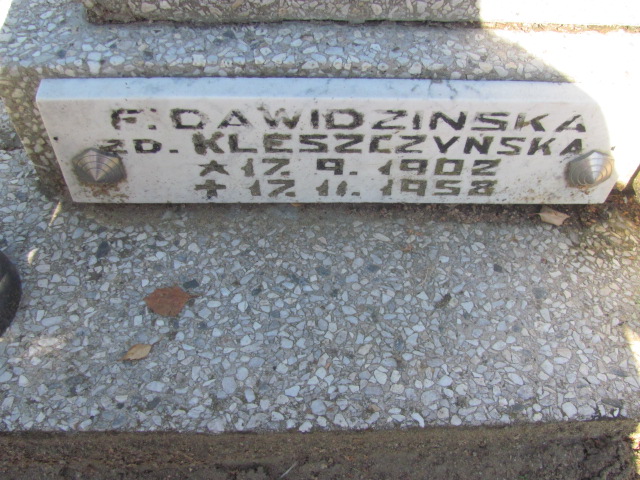 F. DAWIDZINSKA
ZD. KLESZCZYNSKA
★ 17. 9. 1902
✝ 17. 11. 1958